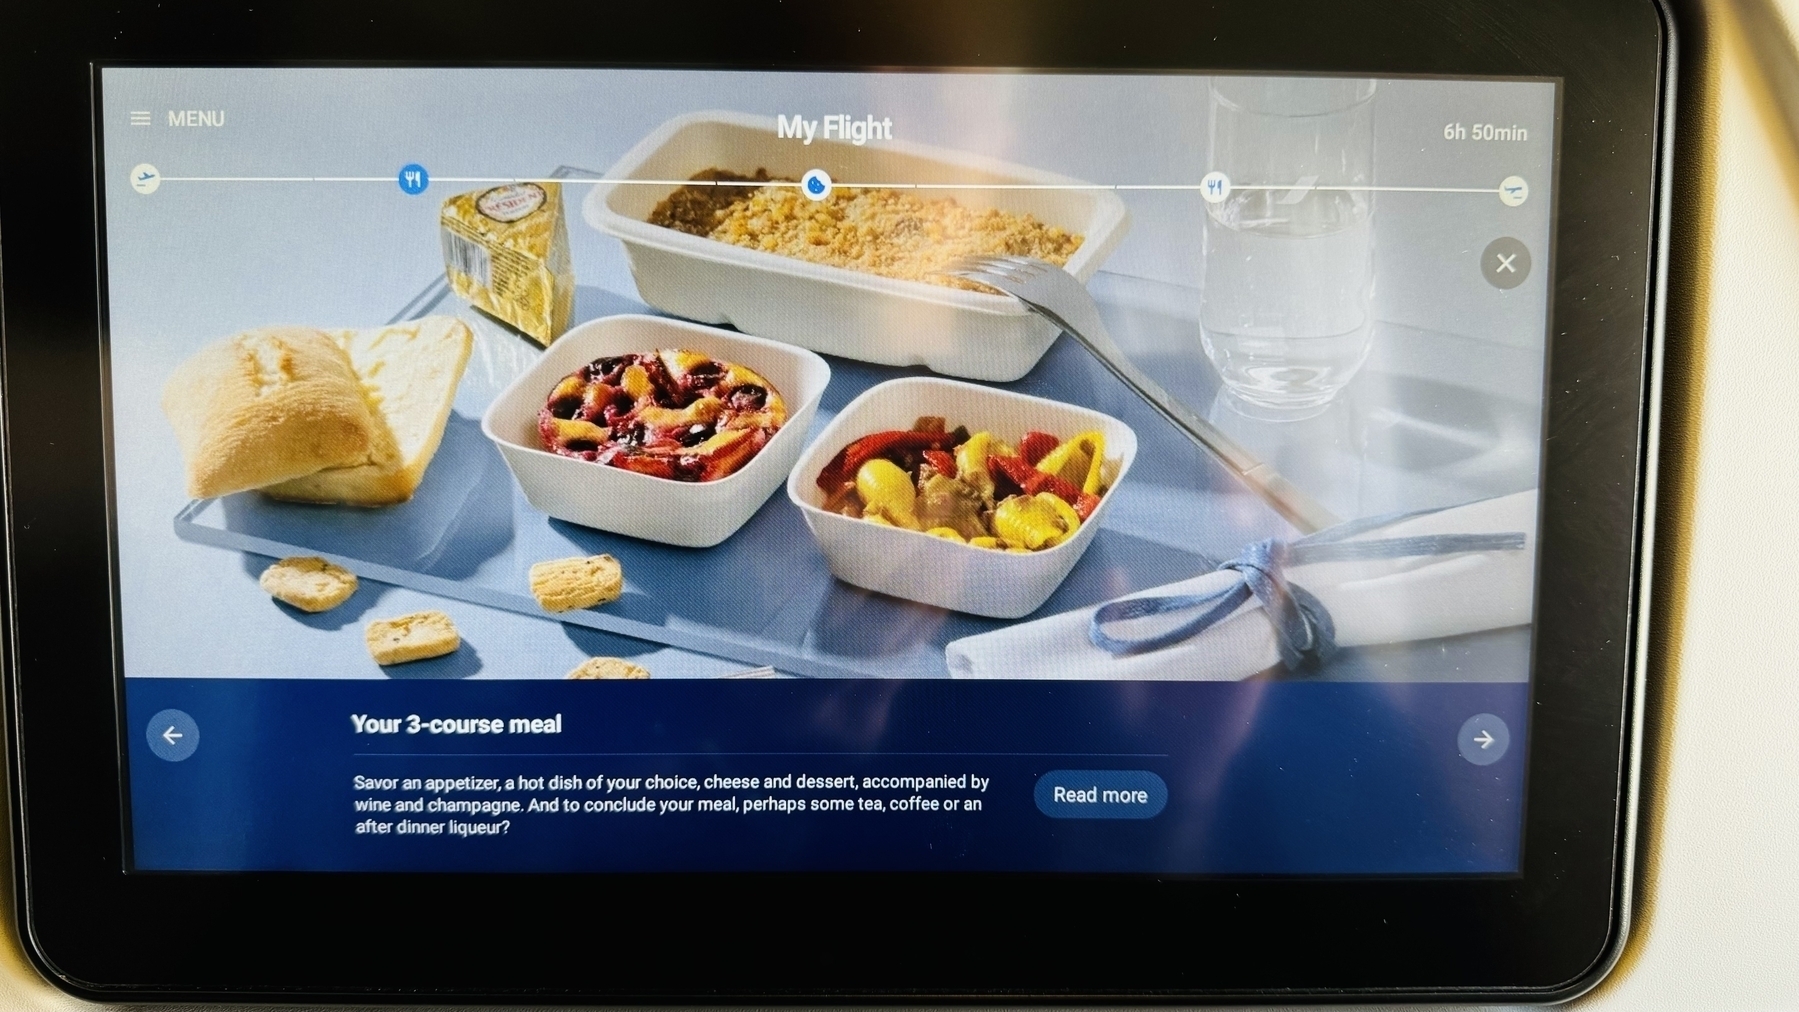 MENU
My Flight
6h 50min
PRÉSIDENT
Your 3-course meal
Savor an appetizer, a hot dish of your choice, cheese and dessert, accompanied by
wine and champagne. And to conclude your meal, perhaps some tea, coffee or an
after dinner liqueur?
Read more